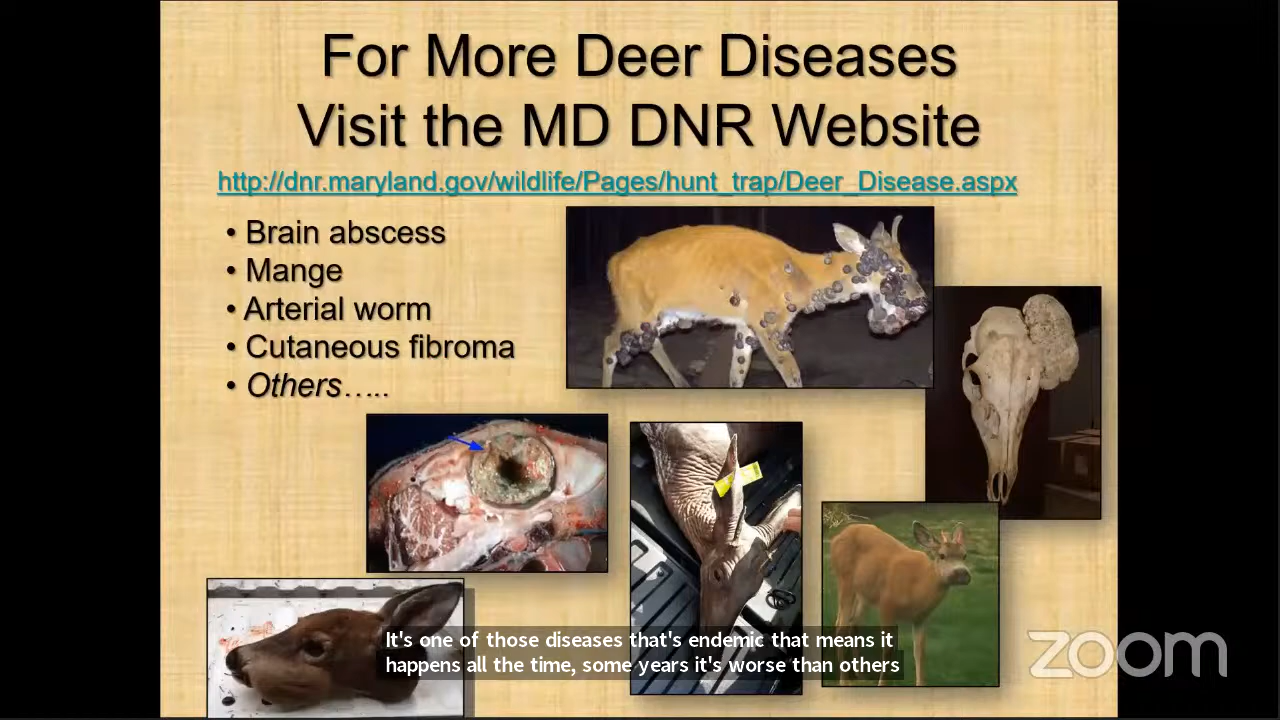 For More Deer Diseases
Visit the MD DNR Website
http://dnr.maryland.gov/wildlife/Pages/hunt_trap/Deer_Disease.aspx
• Brain abscess
• Mange
• Arterial worm
• Cutaneous fibroma
• Others…..
It's one of those diseases that's endemic that means it
happens all the time, some years it's worse than others
zoom